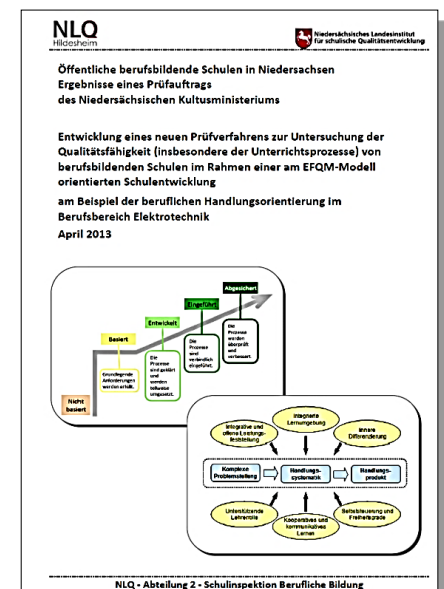 NLQ
Hildesheim
Niedersächsisches Landesinstitut
für schulische Qualitätsentwicklung
Öffentliche berufsbildende Schulen in Niedersachsen
Ergebnisse eines Prüfauftrags
des Niedersächsischen Kultusministeriums
Entwicklung eines neuen Prüfverfahrens zur Untersuchung der
Qualitätsfähigkeit (insbesondere der Unterrichtsprozesse) von
berufsbildenden Schulen im Rahmen einer am EFQM-Modell
orientierten Schulentwicklung
am Beispiel der beruflichen Handlungsorientierung im
Berufsbereich Elektrotechnik
April 2013
Abgesichert
Die
Prozesse
werden
überprüft
und
verbessert.
Eingeführt
Die
Prozesse
sind
verbindlich
eingeführt.
Entwickelt
Die
Prozesse
sind geklärt
und
werden
teilweise
umgesetzt.
Basiert
Grundlegende
Anforderungen
werden erfüllt.
Nicht
basiert
Integrierte
Lernumgebung
Integrative und
offene Leistungs-
feststellung
Innere
Differenzierung
Komplexe
Problemstellung
Handlungs-
systematik
Handlungs-
produkt
Unterstützende
Lehrerrolle
Kooperatives und
kommunikatives
Lernen
Selbststeuerung und
Freiheitsgrade
NLQ - Abteilung 2 - Schulinspektion Berufliche Bildung